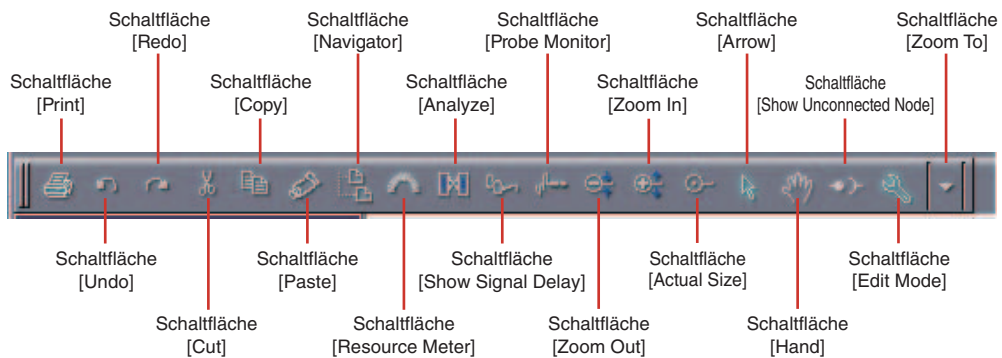 Schaltfläche
[Redo]
Schaltfläche
[Navigator]
Schaltfläche
[Probe Monitor]
Schaltfläche
[Arrow]
Schaltfläche
[Zoom To]
Schaltfläche
[Print]
Schaltfläche
[Copy]
Schaltfläche
[Analyze]
Schaltfläche
[Zoom In]
Schaltfläche
[Show Unconnected Node]
Schaltfläche
[Undo]
Schaltfläche
[Paste]
Schaltfläche
[Show Signal Delay]
Schaltfläche
[Actual Size]
Schaltfläche
[Edit Mode]
Schaltfläche
[Cut]
Schaltfläche
[Resource Meter]
Schaltfläche
[Zoom Out]
Schaltfläche
[Hand]